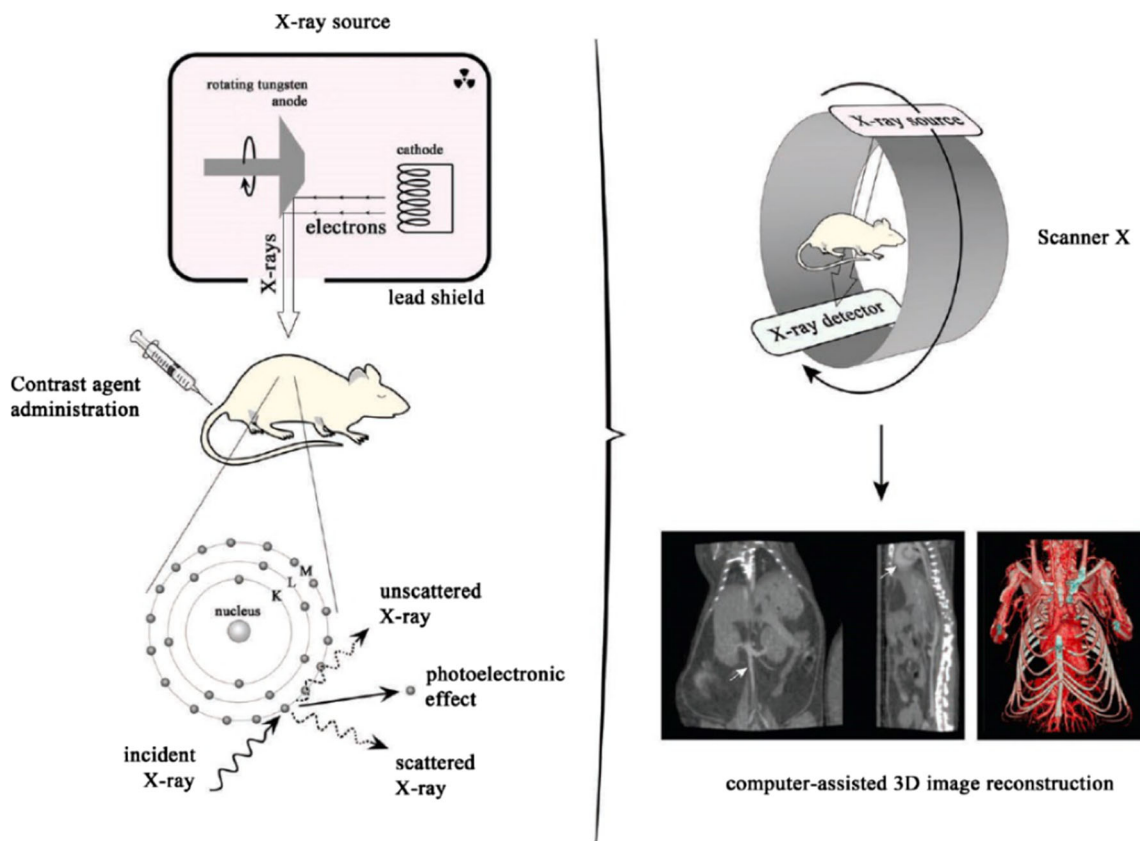 X-ray source
rotating tungsten
anode
cathode
electrons
X-rays
lead shield
Contrast agent
administration
M
L
K
nucleus
unscattered
X-ray
photoelectronic
effect
incident
X-ray
scattered
X-ray
X-ray source
Scanner X
X-ray detector
computer-assisted 3D image reconstruction